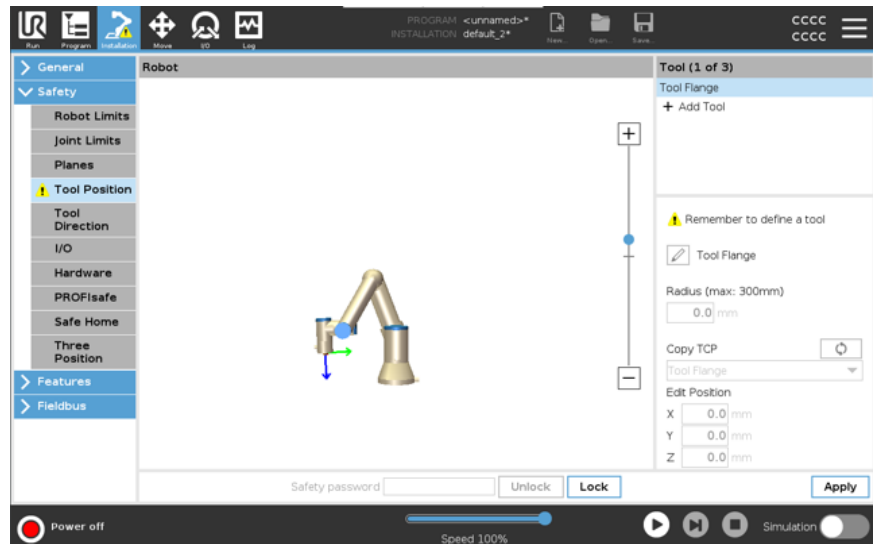 PROGRAM <unnamed>*
INSTALLATION default_2*
cccc
cccc
Run Program Installation Move I/O Log New... Open... Save...
General
Safety
Robot Limits
Joint Limits
Planes
Tool Position
Tool
Direction
I/O
Hardware
PROFIsafe
Safe Home
Three
Position
Features
Fieldbus
Robot
Tool (1 of 3)
Tool Flange
+ Add Tool
Remember to define a tool
Tool Flange
Radius (max: 300mm)
0.0 mm
Copy TCP
Tool Flange
Edit Position
X 0.0 mm
Y 0.0 mm
Z 0.0 mm
Safety password Unlock Lock
Apply
Power off
Speed 100%
Simulation